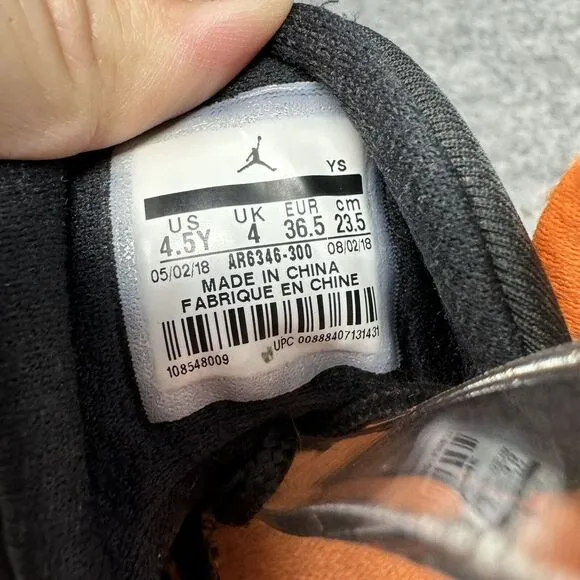 YS
US UK EUR cm
4.5Y 4 36.5 23.5
05/02/18 AR6346-300 08/02/18
MADE IN CHINA
FABRIQUE EN CHINE
108548009 UPC 00888407131431